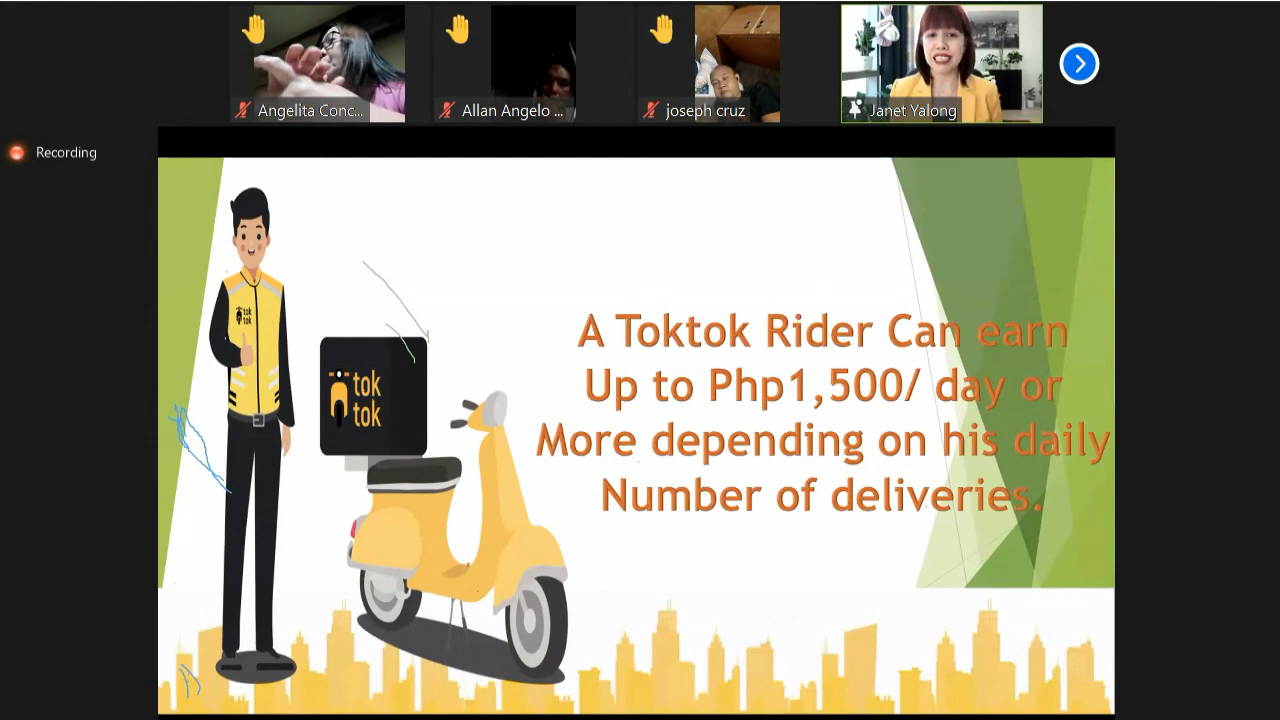 Angelita Conc...
Allan Angelo ...
joseph cruz
Janet Yalong
Recording
tok
tok
tok
tok
A Toktok Rider Can earn
Up to Php1,500/ day or
More depending on his daily
Number of deliveries.